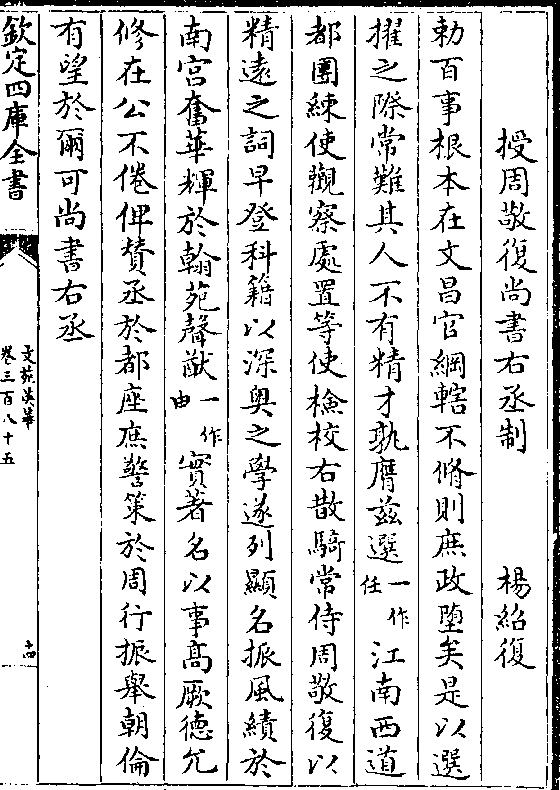 授周敬復尚書右丞制　　楊紹復
勅百事根本在文昌官綱轄不脩則庶政墮矣是以選
擢之際常難其人不有精才孰膺兹選一作任江南西道
都團練使觀察處置等使檢校右散騎常侍周敬復以
精遠之詞早登科籍以深奥之學遂列顯名振風績於
南宫奮華輝於翰苑聲猷一作由實著名以事高厥德允
修在公不倦俾贊丞於都座庶警策於周行振舉朝倫
有望於爾可尚書右丞
欽定四庫全書
文苑英華
卷三百八十五
十四